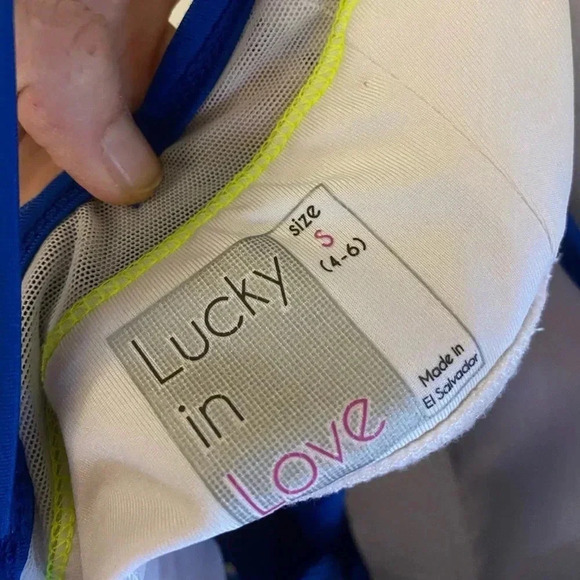 Lucky
in
Love
size
S
(4-6)
Made in
El Salvador